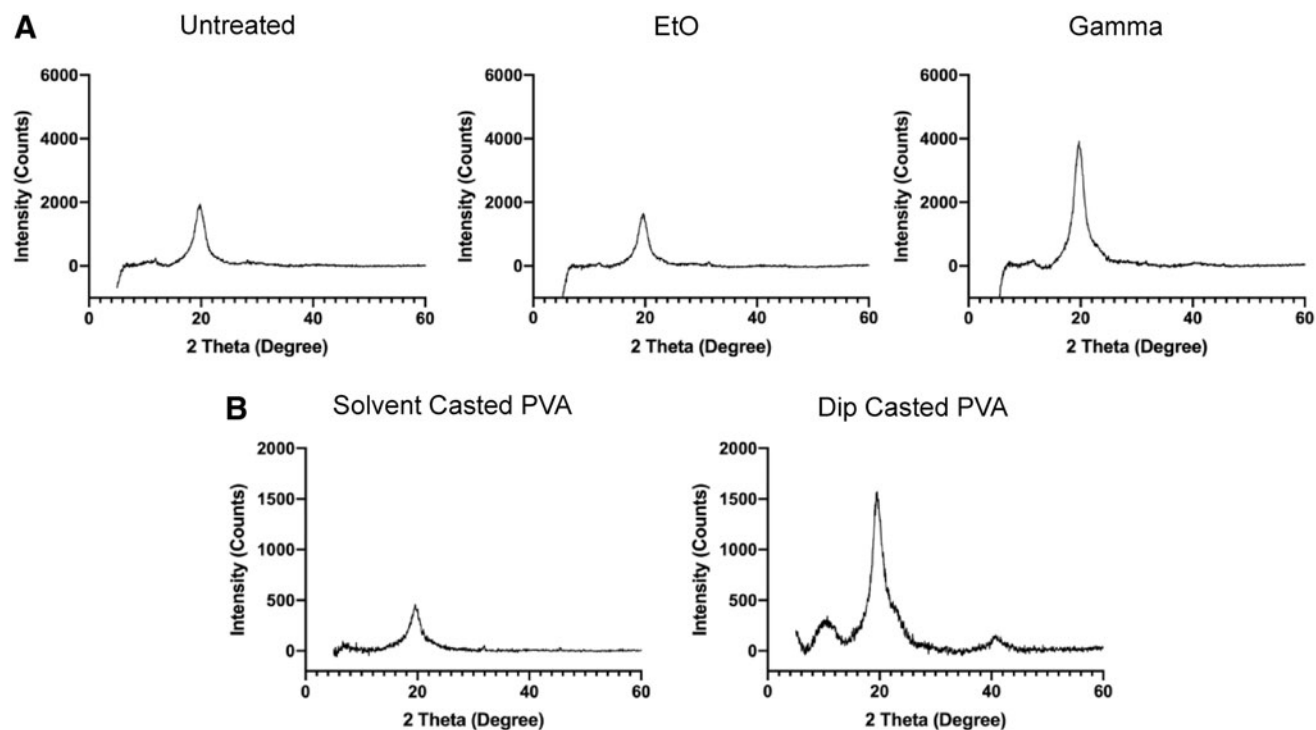 A
Untreated
EtO
Gamma
6000
4000
2000
0
Intensity (Counts)
0 20 40 60
2 Theta (Degree)
6000
4000
2000
0
Intensity (Counts)
0 20 40 60
2 Theta (Degree)
6000
4000
2000
0
Intensity (Counts)
0 20 40 60
2 Theta (Degree)
B
Solvent Casted PVA
Dip Casted PVA
2000
1500
1000
500
0
Intensity (Counts)
0 20 40 60
2 Theta (Degree)
2000
1500
1000
500
0
Intensity (Counts)
0 20 40 60
2 Theta (Degree)